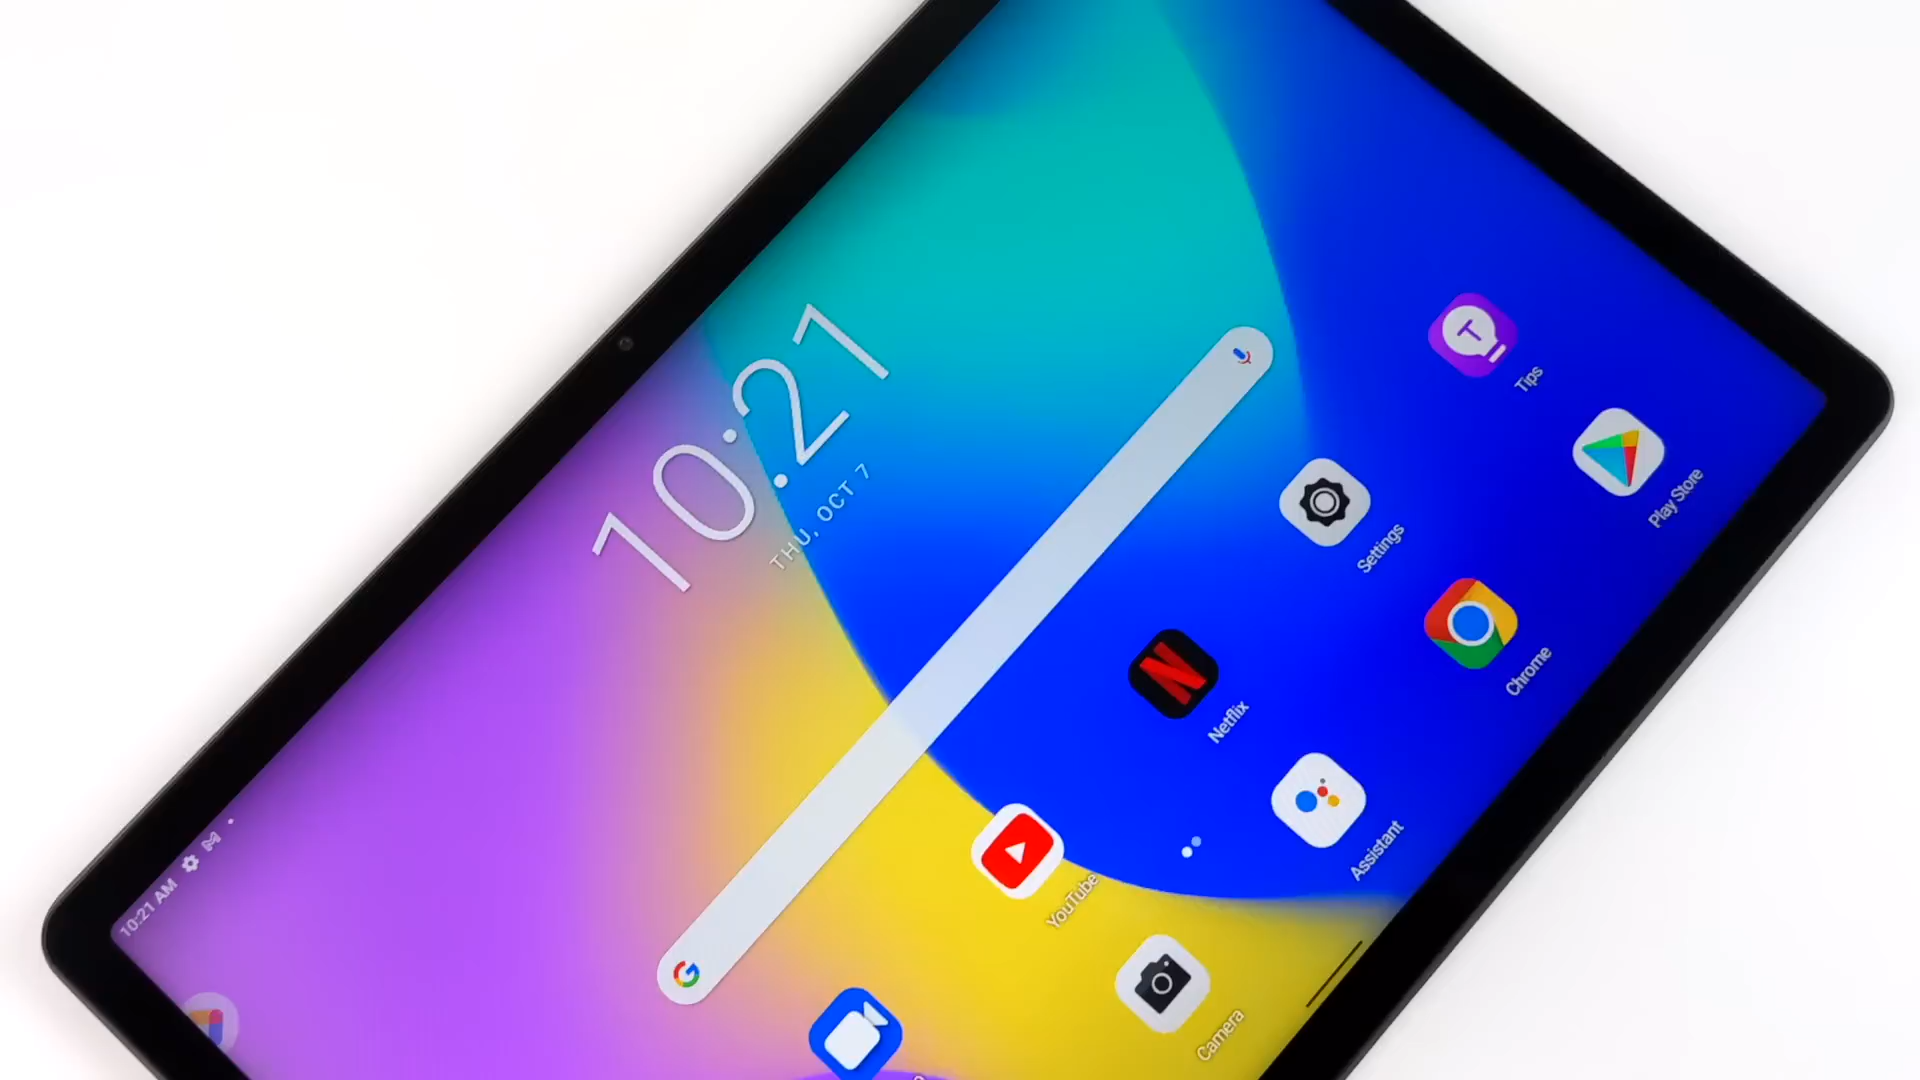 10:21 AM
10:21
THU, OCT 7
G
T
Tips
Settings
Play Store
N
Netflix
Chrome
YouTube
Assistant
Camera